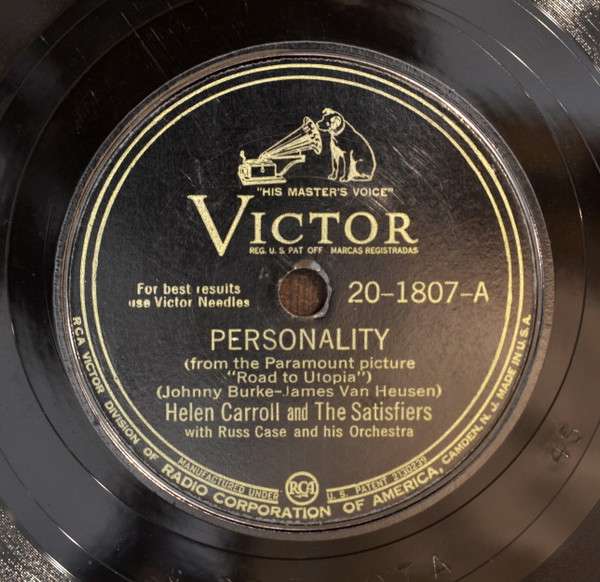 "HIS MASTER'S VOICE"
VICTOR
REG. U. S. PAT OFF MARCAS REGISTRADAS
For best results
use Victor Needles
20-1807-A
PERSONALITY
(from the Paramount picture
"Road to Utopia")
(Johnny Burke-James Van Heusen)
Helen Carroll and The Satisfiers
with Russ Case and his Orchestra
MANUFACTURED UNDER RCA U. S. PATENT 2130239
RCA VICTOR DIVISION OF RADIO CORPORATION OF AMERICA, CAMDEN, N. J. MADE IN U. S. A.